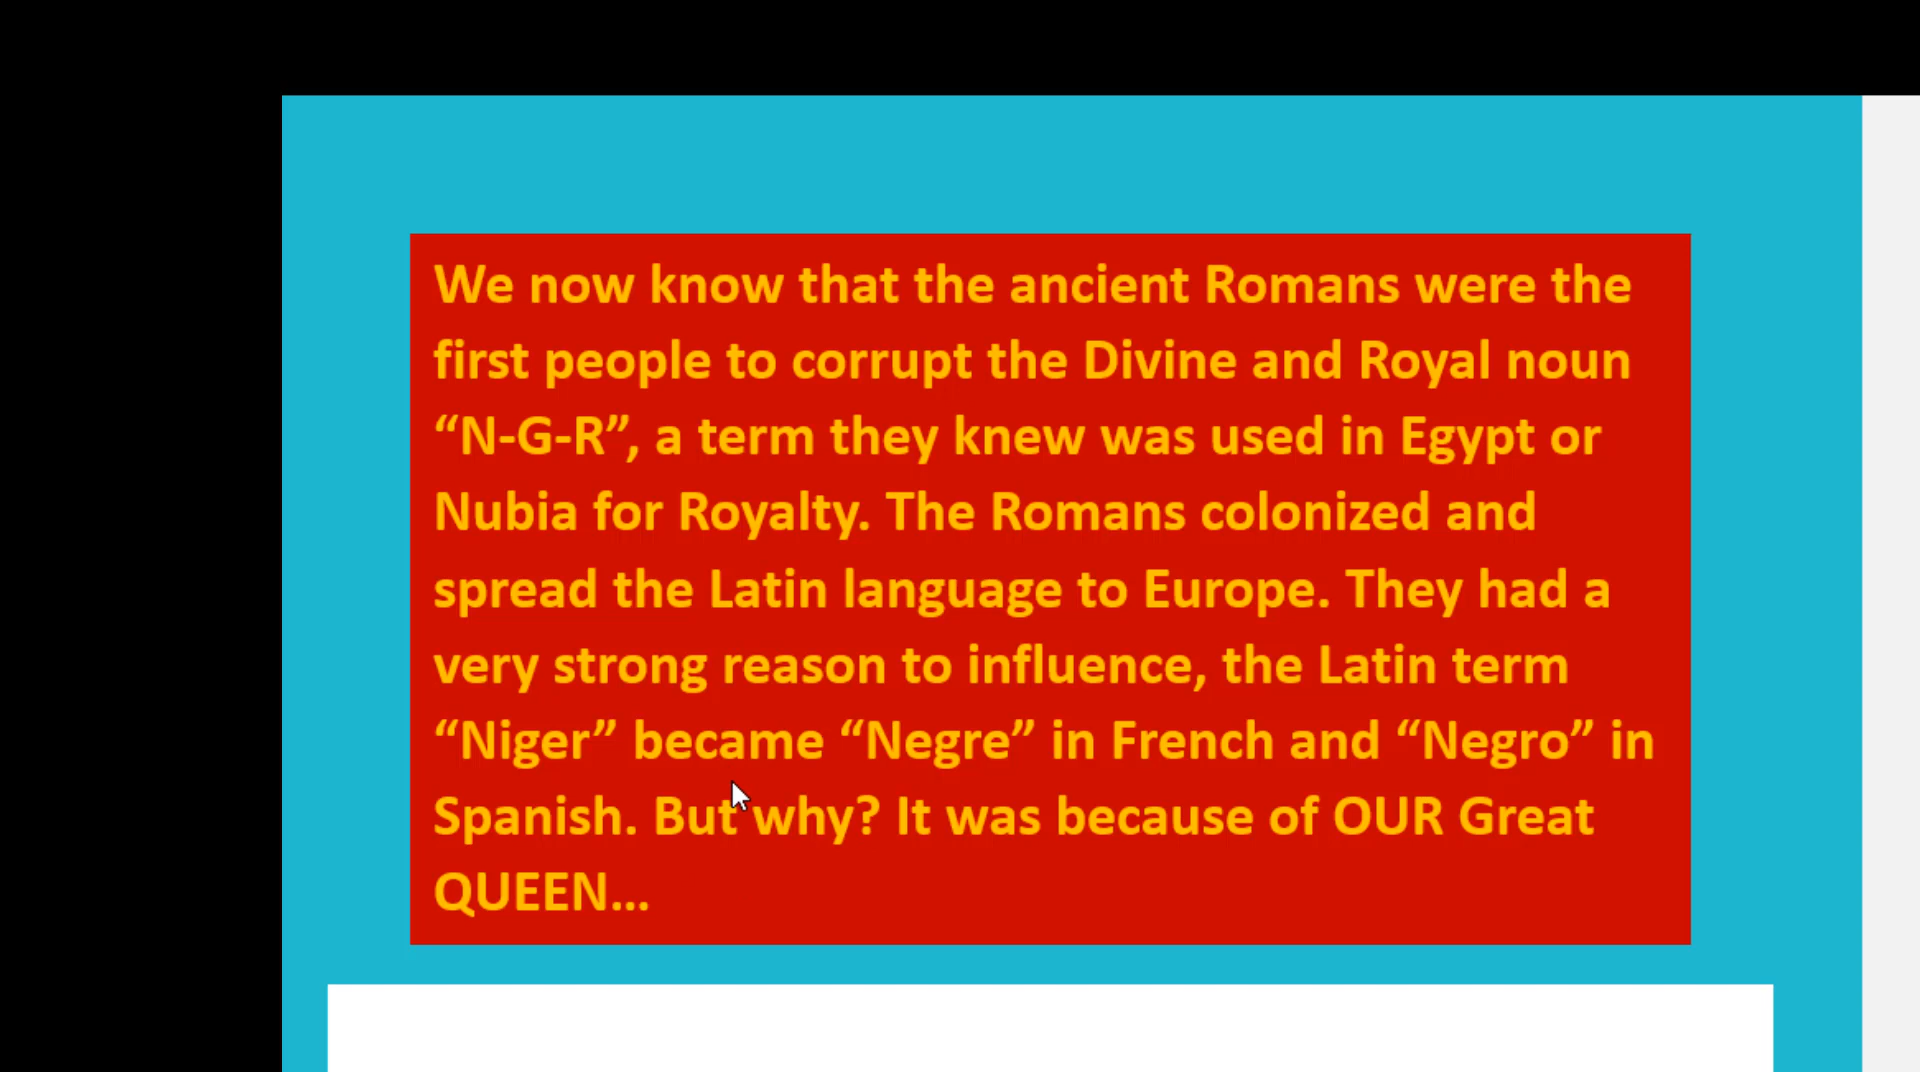 We now know that the ancient Romans were the
first people to corrupt the Divine and Royal noun
“N-G-R”, a term they knew was used in Egypt or
Nubia for Royalty. The Romans colonized and
spread the Latin language to Europe. They had a
very strong reason to influence, the Latin term
“Niger” became “Negre” in French and “Negro” in
Spanish. But why? It was because of OUR Great
QUEEN...